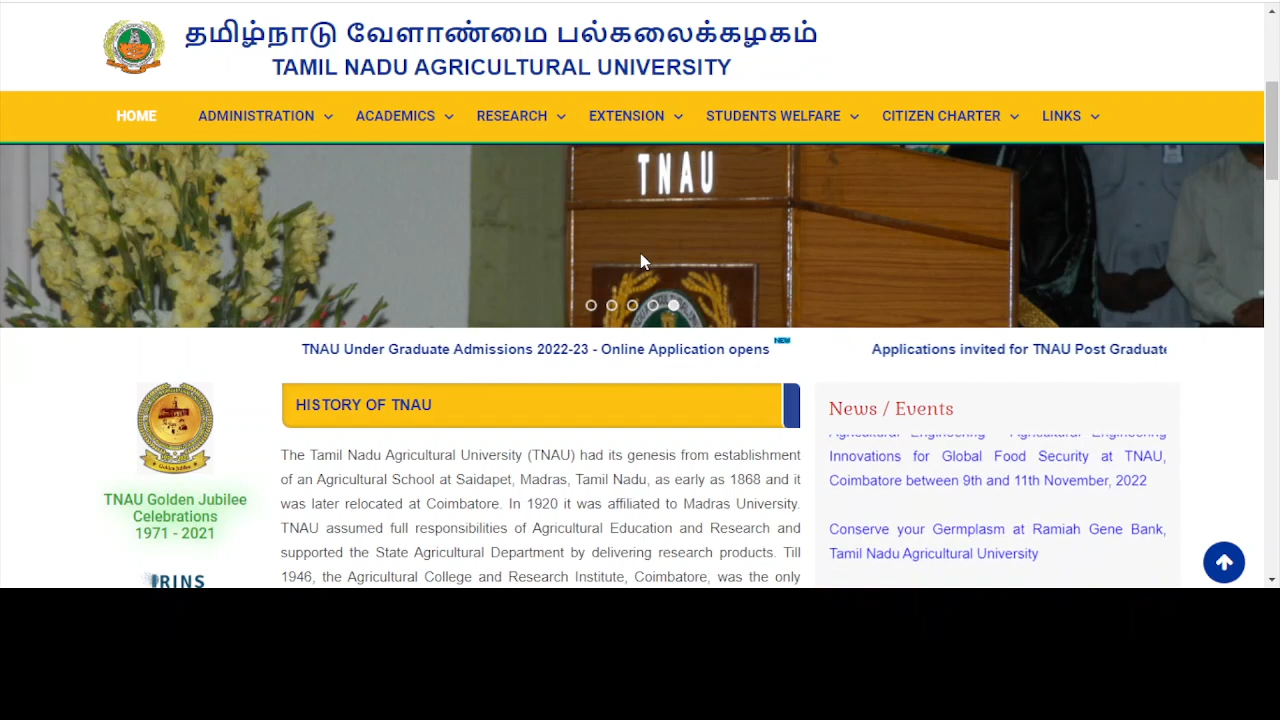 தமிழ்நாடு வேளாண்மை பல்கலைக்கழகம்
TAMIL NADU AGRICULTURAL UNIVERSITY
HOME ADMINISTRATION ACADEMICS RESEARCH EXTENSION STUDENTS WELFARE CITIZEN CHARTER LINKS
TNAU
TNAU Under Graduate Admissions 2022-23 - Online Application opens NEW Applications invited for TNAU Post Graduate
Golden Jubilee
TNAU Golden Jubilee
Celebrations
1971 - 2021
IRINS
HISTORY OF TNAU
The Tamil Nadu Agricultural University (TNAU) had its genesis from establishment
of an Agricultural School at Saidapet, Madras, Tamil Nadu, as early as 1868 and it
was later relocated at Coimbatore. In 1920 it was affiliated to Madras University.
TNAU assumed full responsibilities of Agricultural Education and Research and
supported the State Agricultural Department by delivering research products. Till
1946, the Agricultural College and Research Institute, Coimbatore, was the only
News / Events
Agricultural Engineering - Agricultural Engineering
Innovations for Global Food Security at TNAU,
Coimbatore between 9th and 11th November, 2022
Conserve your Germplasm at Ramiah Gene Bank,
Tamil Nadu Agricultural University